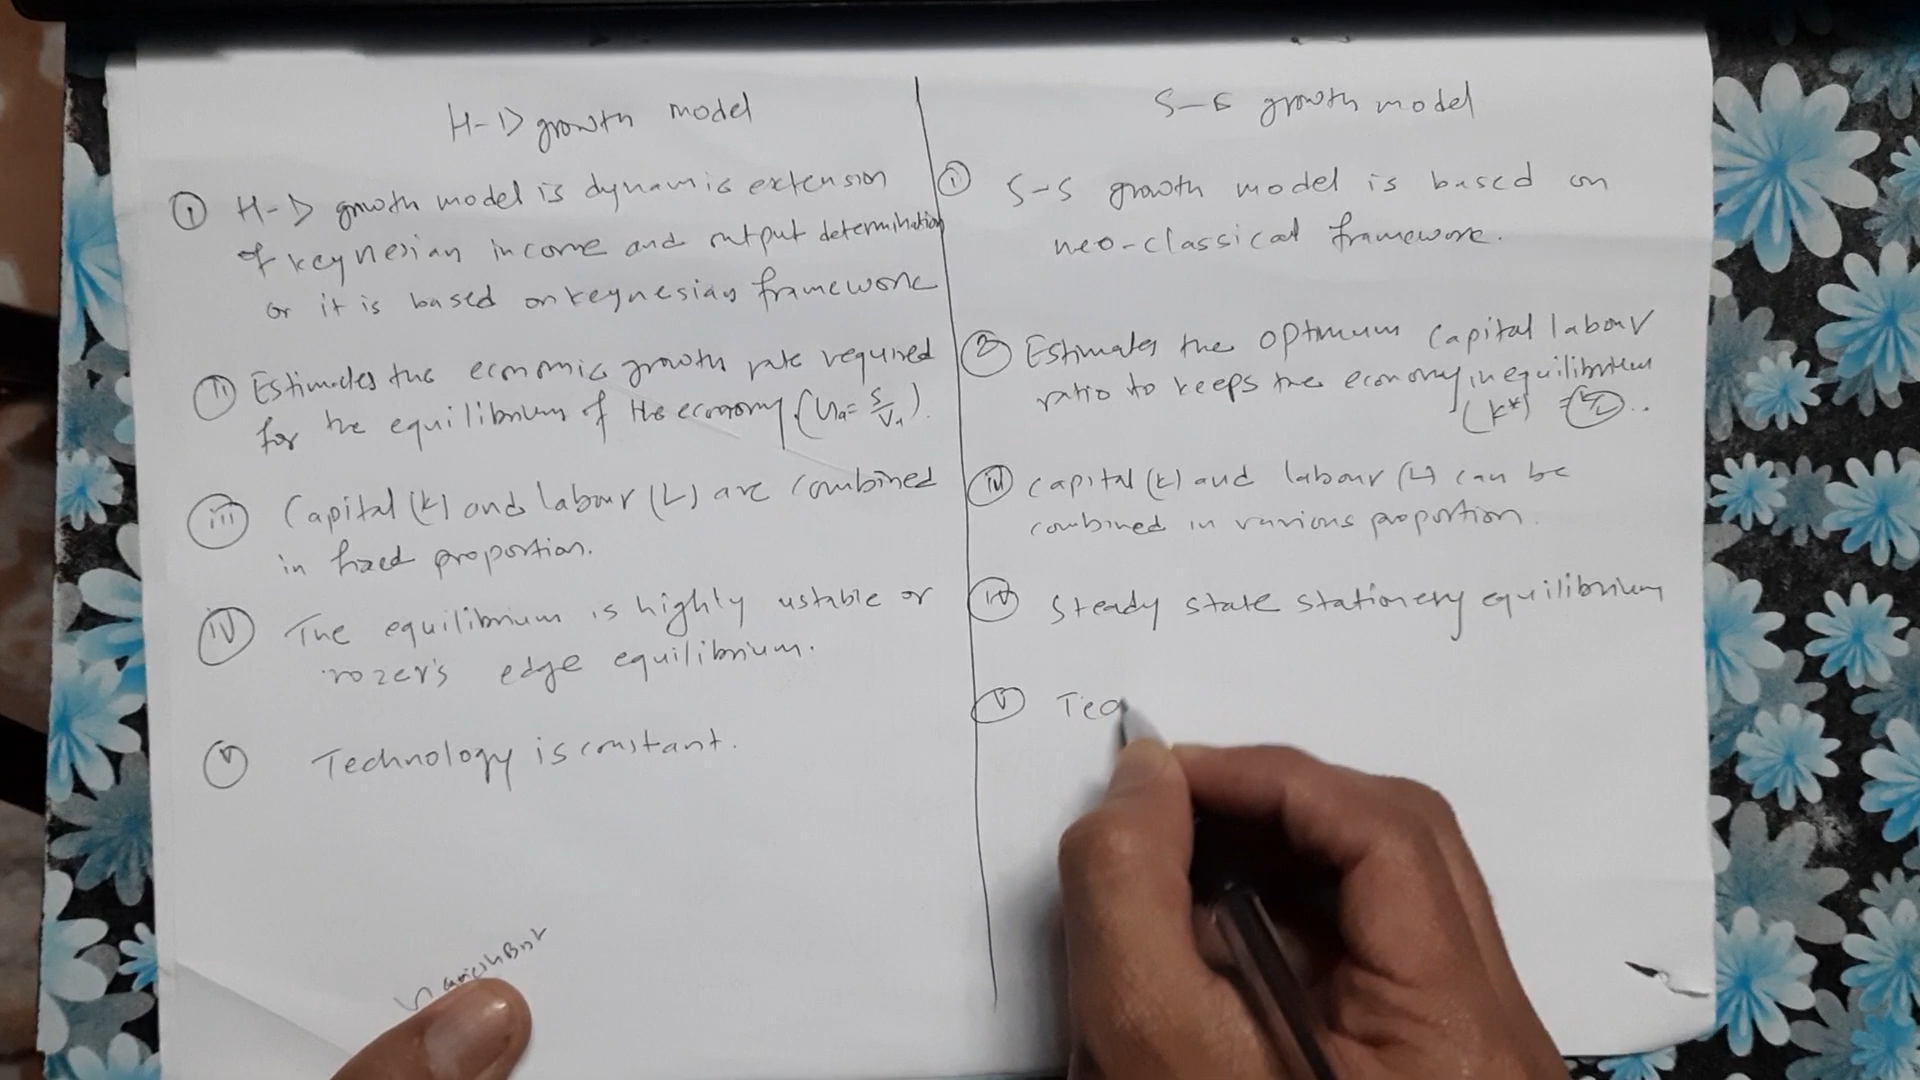 H-D growth model
① H-D growth model is dynamic extension
of keynesian income and output determination
or it is based on keynesian framework
ii Estimates the economic growth rate required
for the equilibrium of the economy.
iii Capital (K) and labour (L) are combined
in fixed proportion.
iv The equilibrium is highly ustable or
rozer's edge equilibrium.
v Technology is constant.
S-S growth model
① S-S growth model is based on
neo-classical framework.
② Estimates the optimum capital labour
ratio to keeps the economy in equilibrium
(K*)
iii capital (K) and labour (L) can be
combined in various proportion.
iv Steady state stationery equilibrium
v Tec